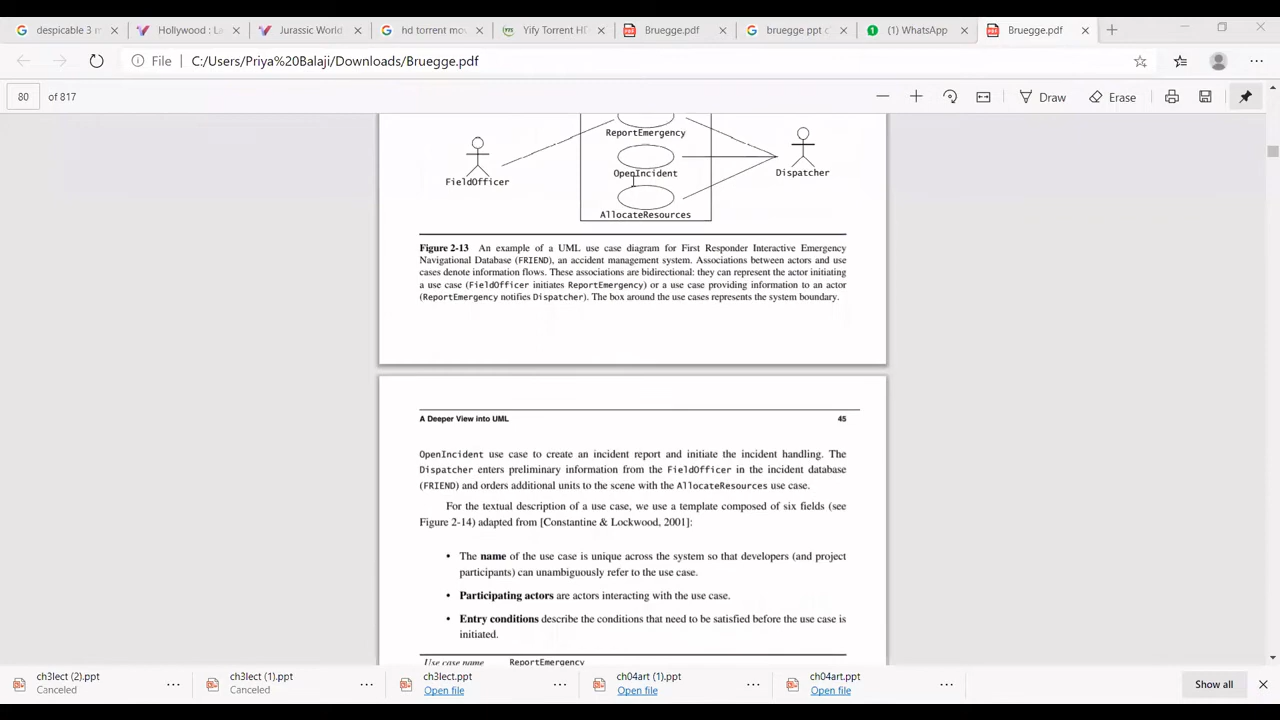 despicable 3 m
Hollywood : La
Jurassic World
hd torrent mov
Yify Torrent HD
Bruegge.pdf
bruegge ppt c
(1) WhatsApp
Bruegge.pdf
File C:/Users/Priya%20Balaji/Downloads/Bruegge.pdf
80 of 817
Draw
Erase
ReportEmergency
OpenIncident
FieldOfficer
Dispatcher
AllocateResources
Figure 2-13 An example of a UML use case diagram for First Responder Interactive Emergency
Navigational Database (FRIEND), an accident management system. Associations between actors and use
cases denote information flows. These associations are bidirectional: they can represent the actor initiating
a use case (FieldOfficer initiates ReportEmergency) or a use case providing information to an actor
(ReportEmergency notifies Dispatcher). The box around the use cases represents the system boundary.
A Deeper View into UML 45
OpenIncident use case to create an incident report and initiate the incident handling. The
Dispatcher enters preliminary information from the FieldOfficer in the incident database
(FRIEND) and orders additional units to the scene with the AllocateResources use case.
For the textual description of a use case, we use a template composed of six fields (see
Figure 2-14) adapted from [Constantine & Lockwood, 2001]:
• The name of the use case is unique across the system so that developers (and project
participants) can unambiguously refer to the use case.
• Participating actors are actors interacting with the use case.
• Entry conditions describe the conditions that need to be satisfied before the use case is
initiated.
Use case name ReportEmergency
ch3lect (2).ppt
Canceled
ch3lect (1).ppt
Canceled
ch3lect.ppt
Open file
ch04art (1).ppt
Open file
ch04art.ppt
Open file
Show all